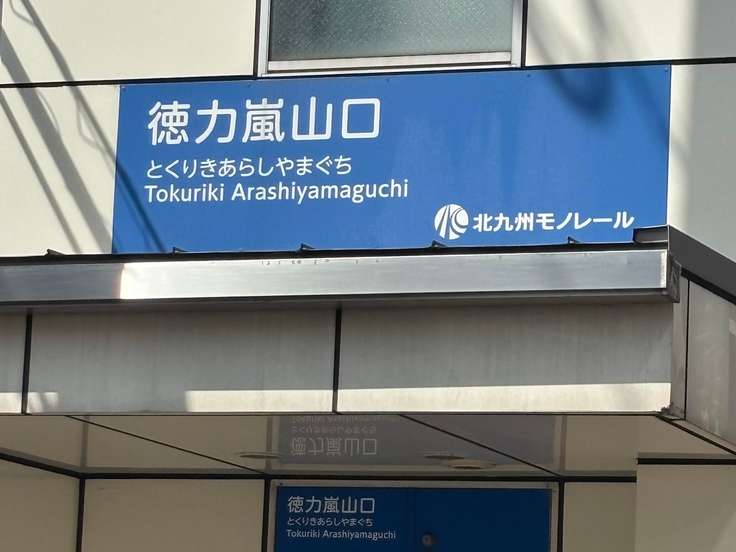 徳力嵐山口
とくりきあらしやまぐち
Tokuriki Arashiyamaguchi
北九州モノレール
徳力嵐山口
とくりきあらしやまぐち
Tokuriki Arashiyamaguchi